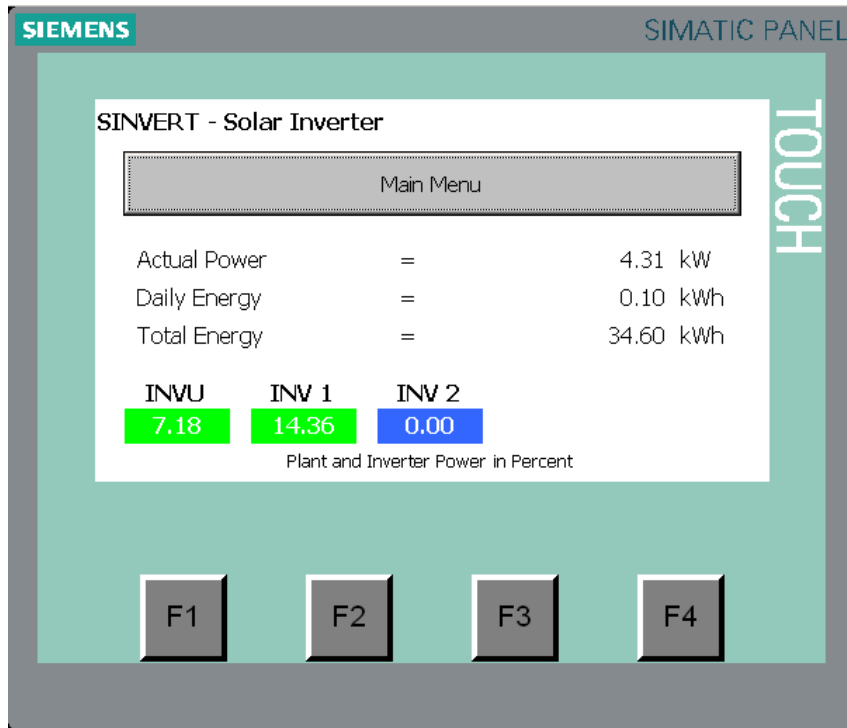 SIEMENS
SIMATIC PANEL
TOUCH
SINVERT - Solar Inverter
Main Menu
Actual Power = 4.31 kW
Daily Energy = 0.10 kWh
Total Energy = 34.60 kWh
INVU INV 1 INV 2
7.18 14.36 0.00
Plant and Inverter Power in Percent
F1 F2 F3 F4